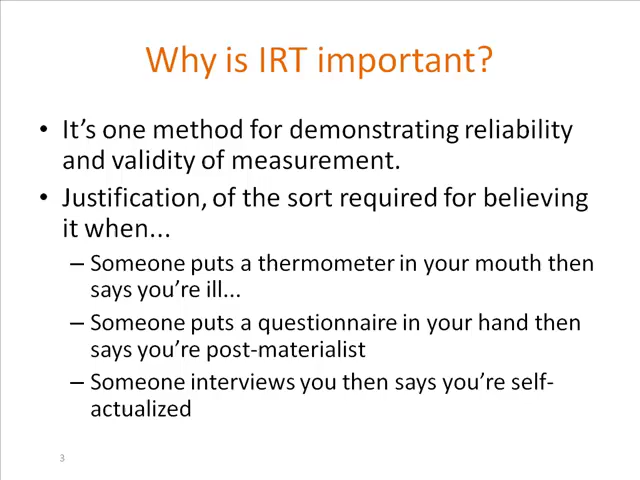 Why is IRT important?
• It's one method for demonstrating reliability
and validity of measurement.
• Justification, of the sort required for believing
it when...
– Someone puts a thermometer in your mouth then
says you're ill...
– Someone puts a questionnaire in your hand then
says you're post-materialist
– Someone interviews you then says you're self-
actualized
3